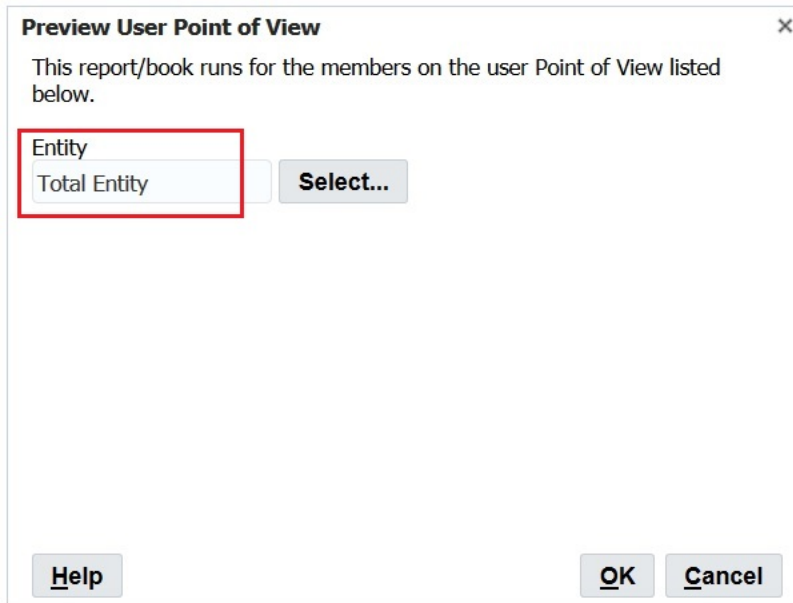 Preview User Point of View ×
This report/book runs for the members on the user Point of View listed
below.
Entity
Total Entity Select...
Help OK Cancel